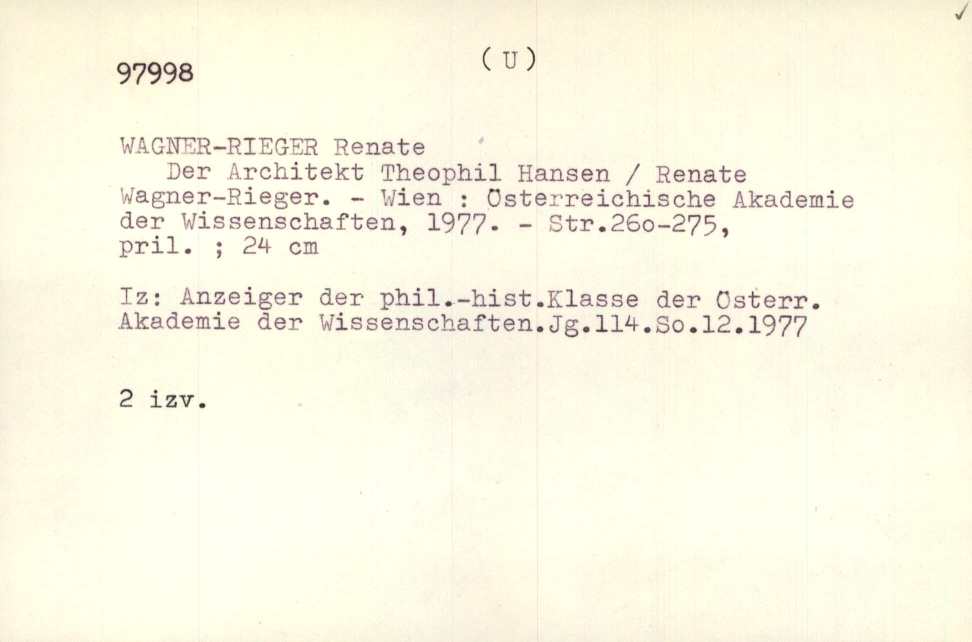 (U)
97998
WAGNER-RIEGER Renate
Der Architekt Theophil Hansen / Renate
Wagner-Rieger. - Wien : Österreichische Akademie
der Wissenschaften, 1977. - Str.26o-275,
pril. ; 24 cm
Iz: Anzeiger der phil.-hist.Klasse der Österr.
Akademie der Wissenschaften.Jg.114.So.12.1977
2 izv.